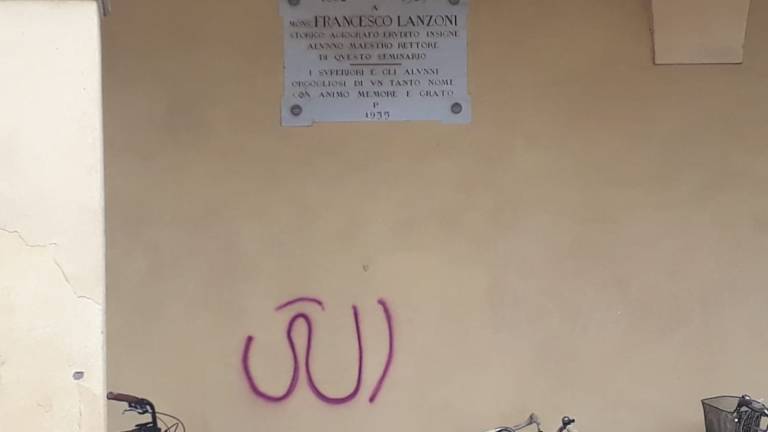 A
MONS. FRANCESCO LANZONI
STORICO AGIOGRAFO ERVDITO INSIGNE
ALVNNO MAESTRO RETTORE
DI QVESTO SEMINARIO
I SVPERIORI E GLI ALVNNI
ORGOGLIOSI DI VN TANTO NOME
CON ANIMO MEMORE E GRATO
P
1935